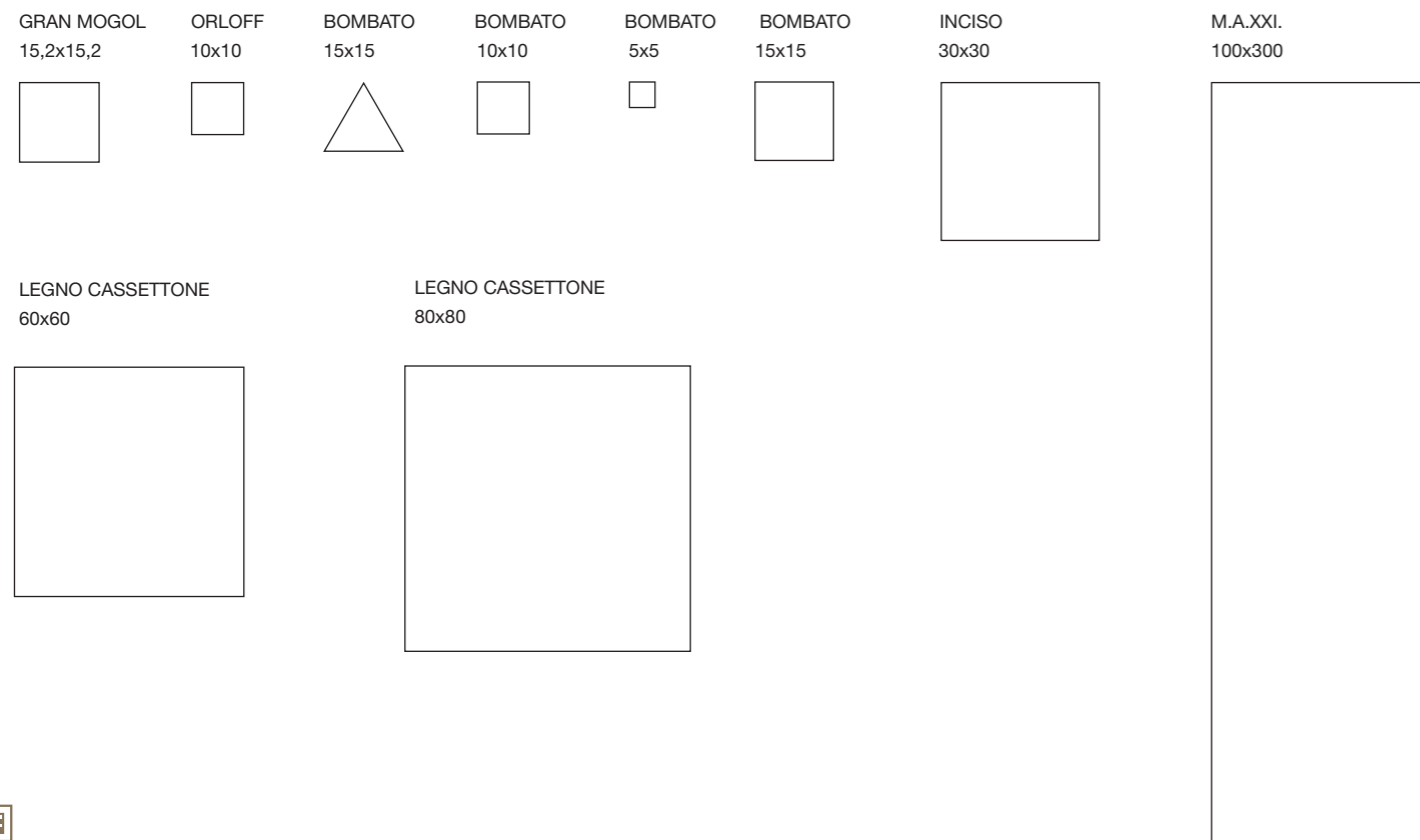 GRAN MOGOL
15,2x15,2
ORLOFF
10x10
BOMBATO
15x15
BOMBATO
10x10
BOMBATO
5x5
BOMBATO
15x15
INCISO
30x30
M.A.XXI.
100x300
LEGNO CASSETTONE
60x60
LEGNO CASSETTONE
80x80